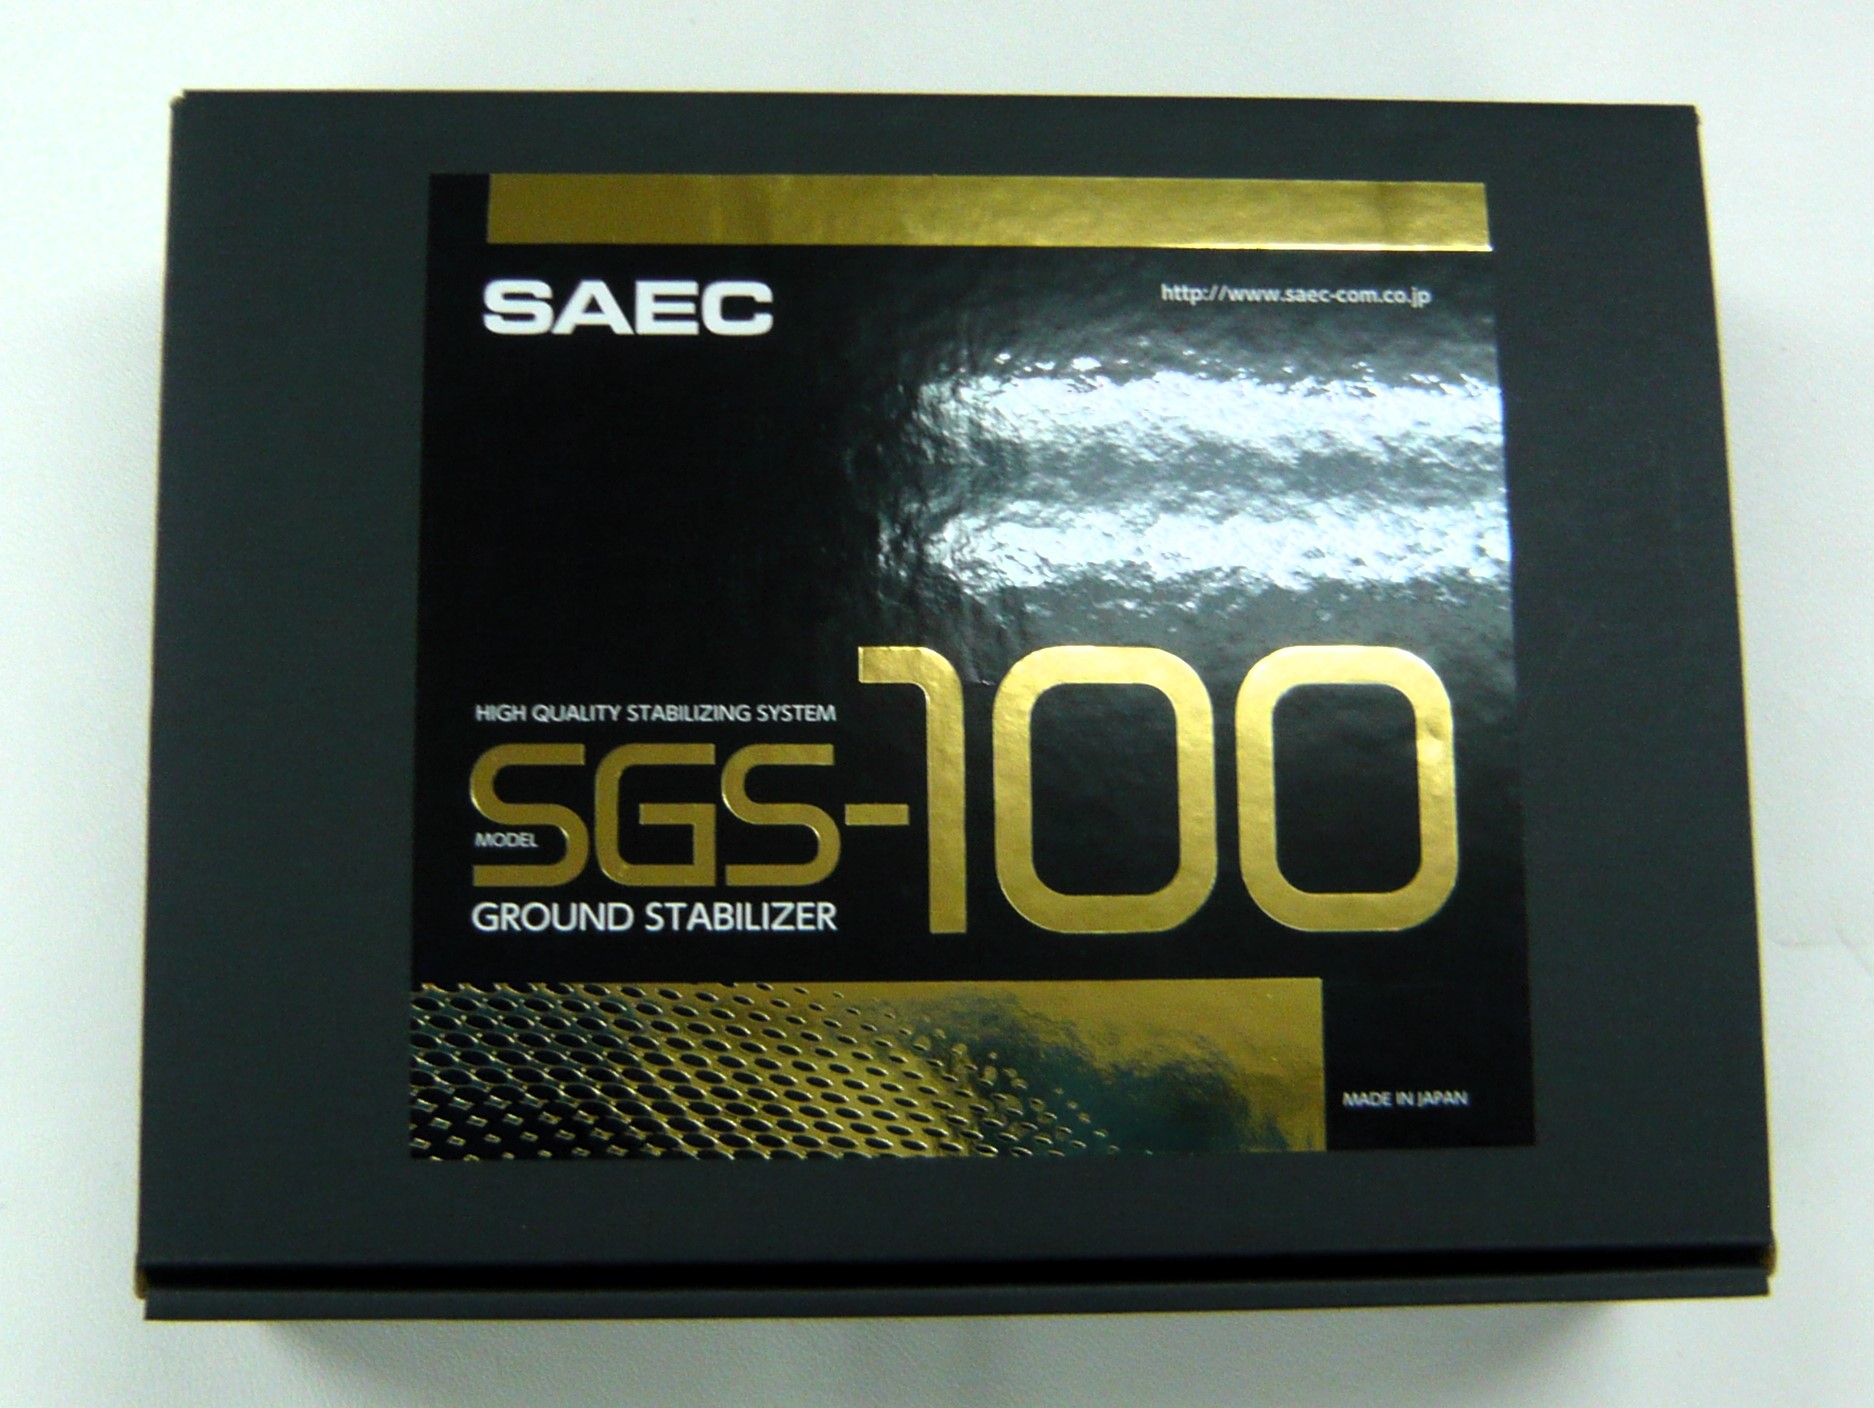 SAEC
http://www.saec-com.co.jp
HIGH QUALITY STABILIZING SYSTEM
MODEL SGS-100
GROUND STABILIZER
MADE IN JAPAN